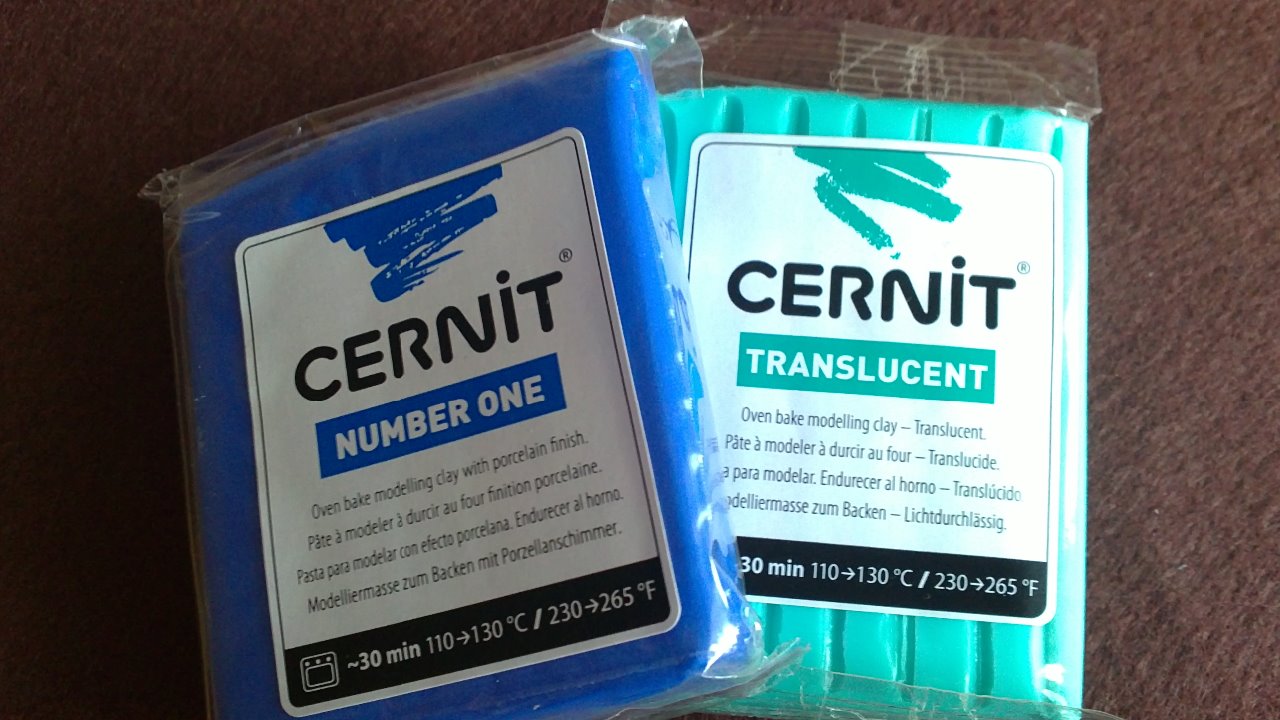 CERNiT®
NUMBER ONE
Oven bake modelling clay with porcelain finish.
Pâte à modeler à durcir au four finition porcelaine.
Pasta para modelar con efecto porcelana. Endurecer al horno.
Modelliermasse zum Backen mit Porzellanschimmer.
~30 min 110→130 °C / 230→265 °F
CERNiT®
TRANSLUCENT
Oven bake modelling clay – Translucent.
Pâte à modeler à durcir au four – Translucide.
a para modelar. Endurecer al horno – Translúcido
odelliermasse zum Backen – Lichtdurchlässig.
30 min 110→130 °C / 230→265 °F